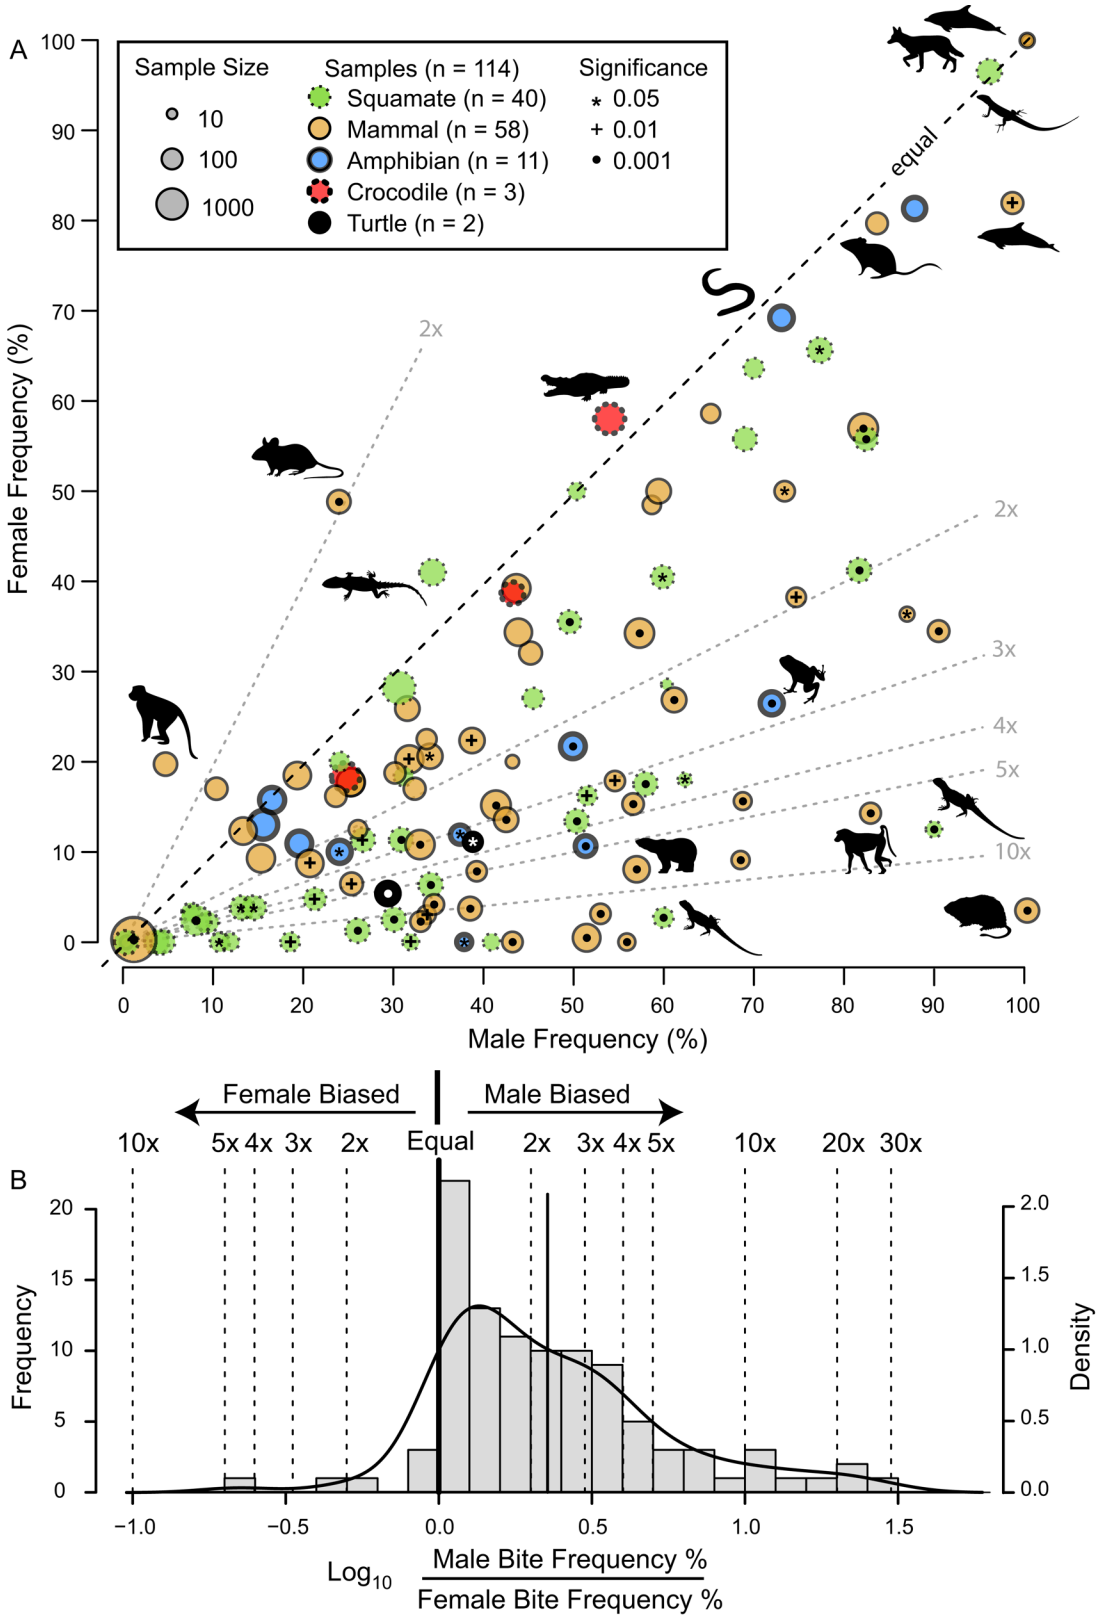 A
100
90
80
70
60
50
40
30
20
10
0
Female Frequency (%)
Sample Size
10
100
1000
Samples (n = 114)
Squamate (n = 40)
Mammal (n = 58)
Amphibian (n = 11)
Crocodile (n = 3)
Turtle (n = 2)
Significance
* 0.05
+ 0.01
• 0.001
equal
2x
2x
3x
4x
5x
10x
0 10 20 30 40 50 60 70 80 90 100
Male Frequency (%)
Female Biased
Male Biased
10x 5x 4x 3x 2x Equal 2x 3x 4x 5x 10x 20x 30x
B
20
15
10
5
0
Frequency
2.0
1.5
1.0
0.5
0.0
Density
−1.0 −0.5 0.0 0.5 1.0 1.5
Log10
Male Bite Frequency %
Female Bite Frequency %